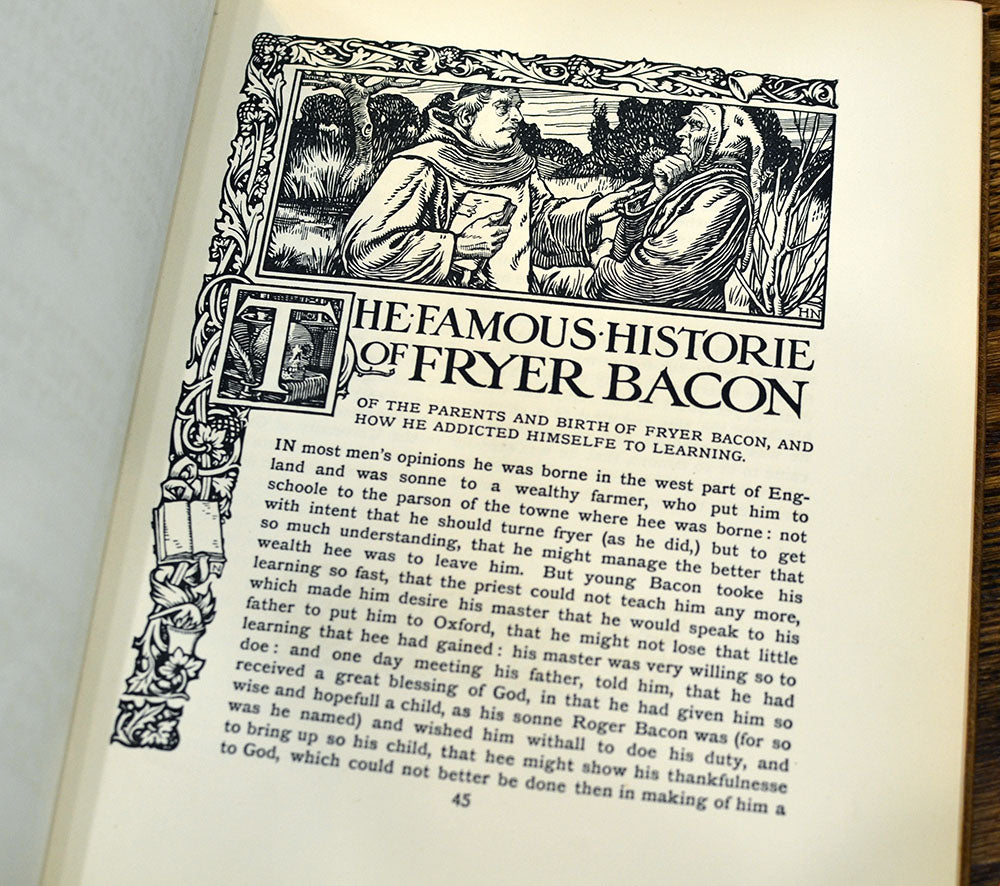 HN
THE·FAMOUS·HISTORIE
OF FRYER BACON
OF THE PARENTS AND BIRTH OF FRYER BACON, AND
HOW HE ADDICTED HIMSELFE TO LEARNING.
IN most men's opinions he was borne in the west part of Eng-
land and was sonne to a wealthy farmer, who put him to
schoole to the parson of the towne where hee was borne: not
with intent that he should turne fryer (as he did,) but to get
so much understanding, that he might manage the better that
wealth hee was to leave him. But young Bacon tooke his
learning so fast, that the priest could not teach him any more,
which made him desire his master that he would speak to his
father to put him to Oxford, that he might not lose that little
learning that hee had gained: his master was very willing so to
doe: and one day meeting his father, told him, that he had
received a great blessing of God, in that he had given him so
wise and hopefull a child, as his sonne Roger Bacon was (for so
was he named) and wished him withall to doe his duty, and
to bring up so his child, that hee might show his thankfulnesse
to God, which could not better be done then in making of him a
45